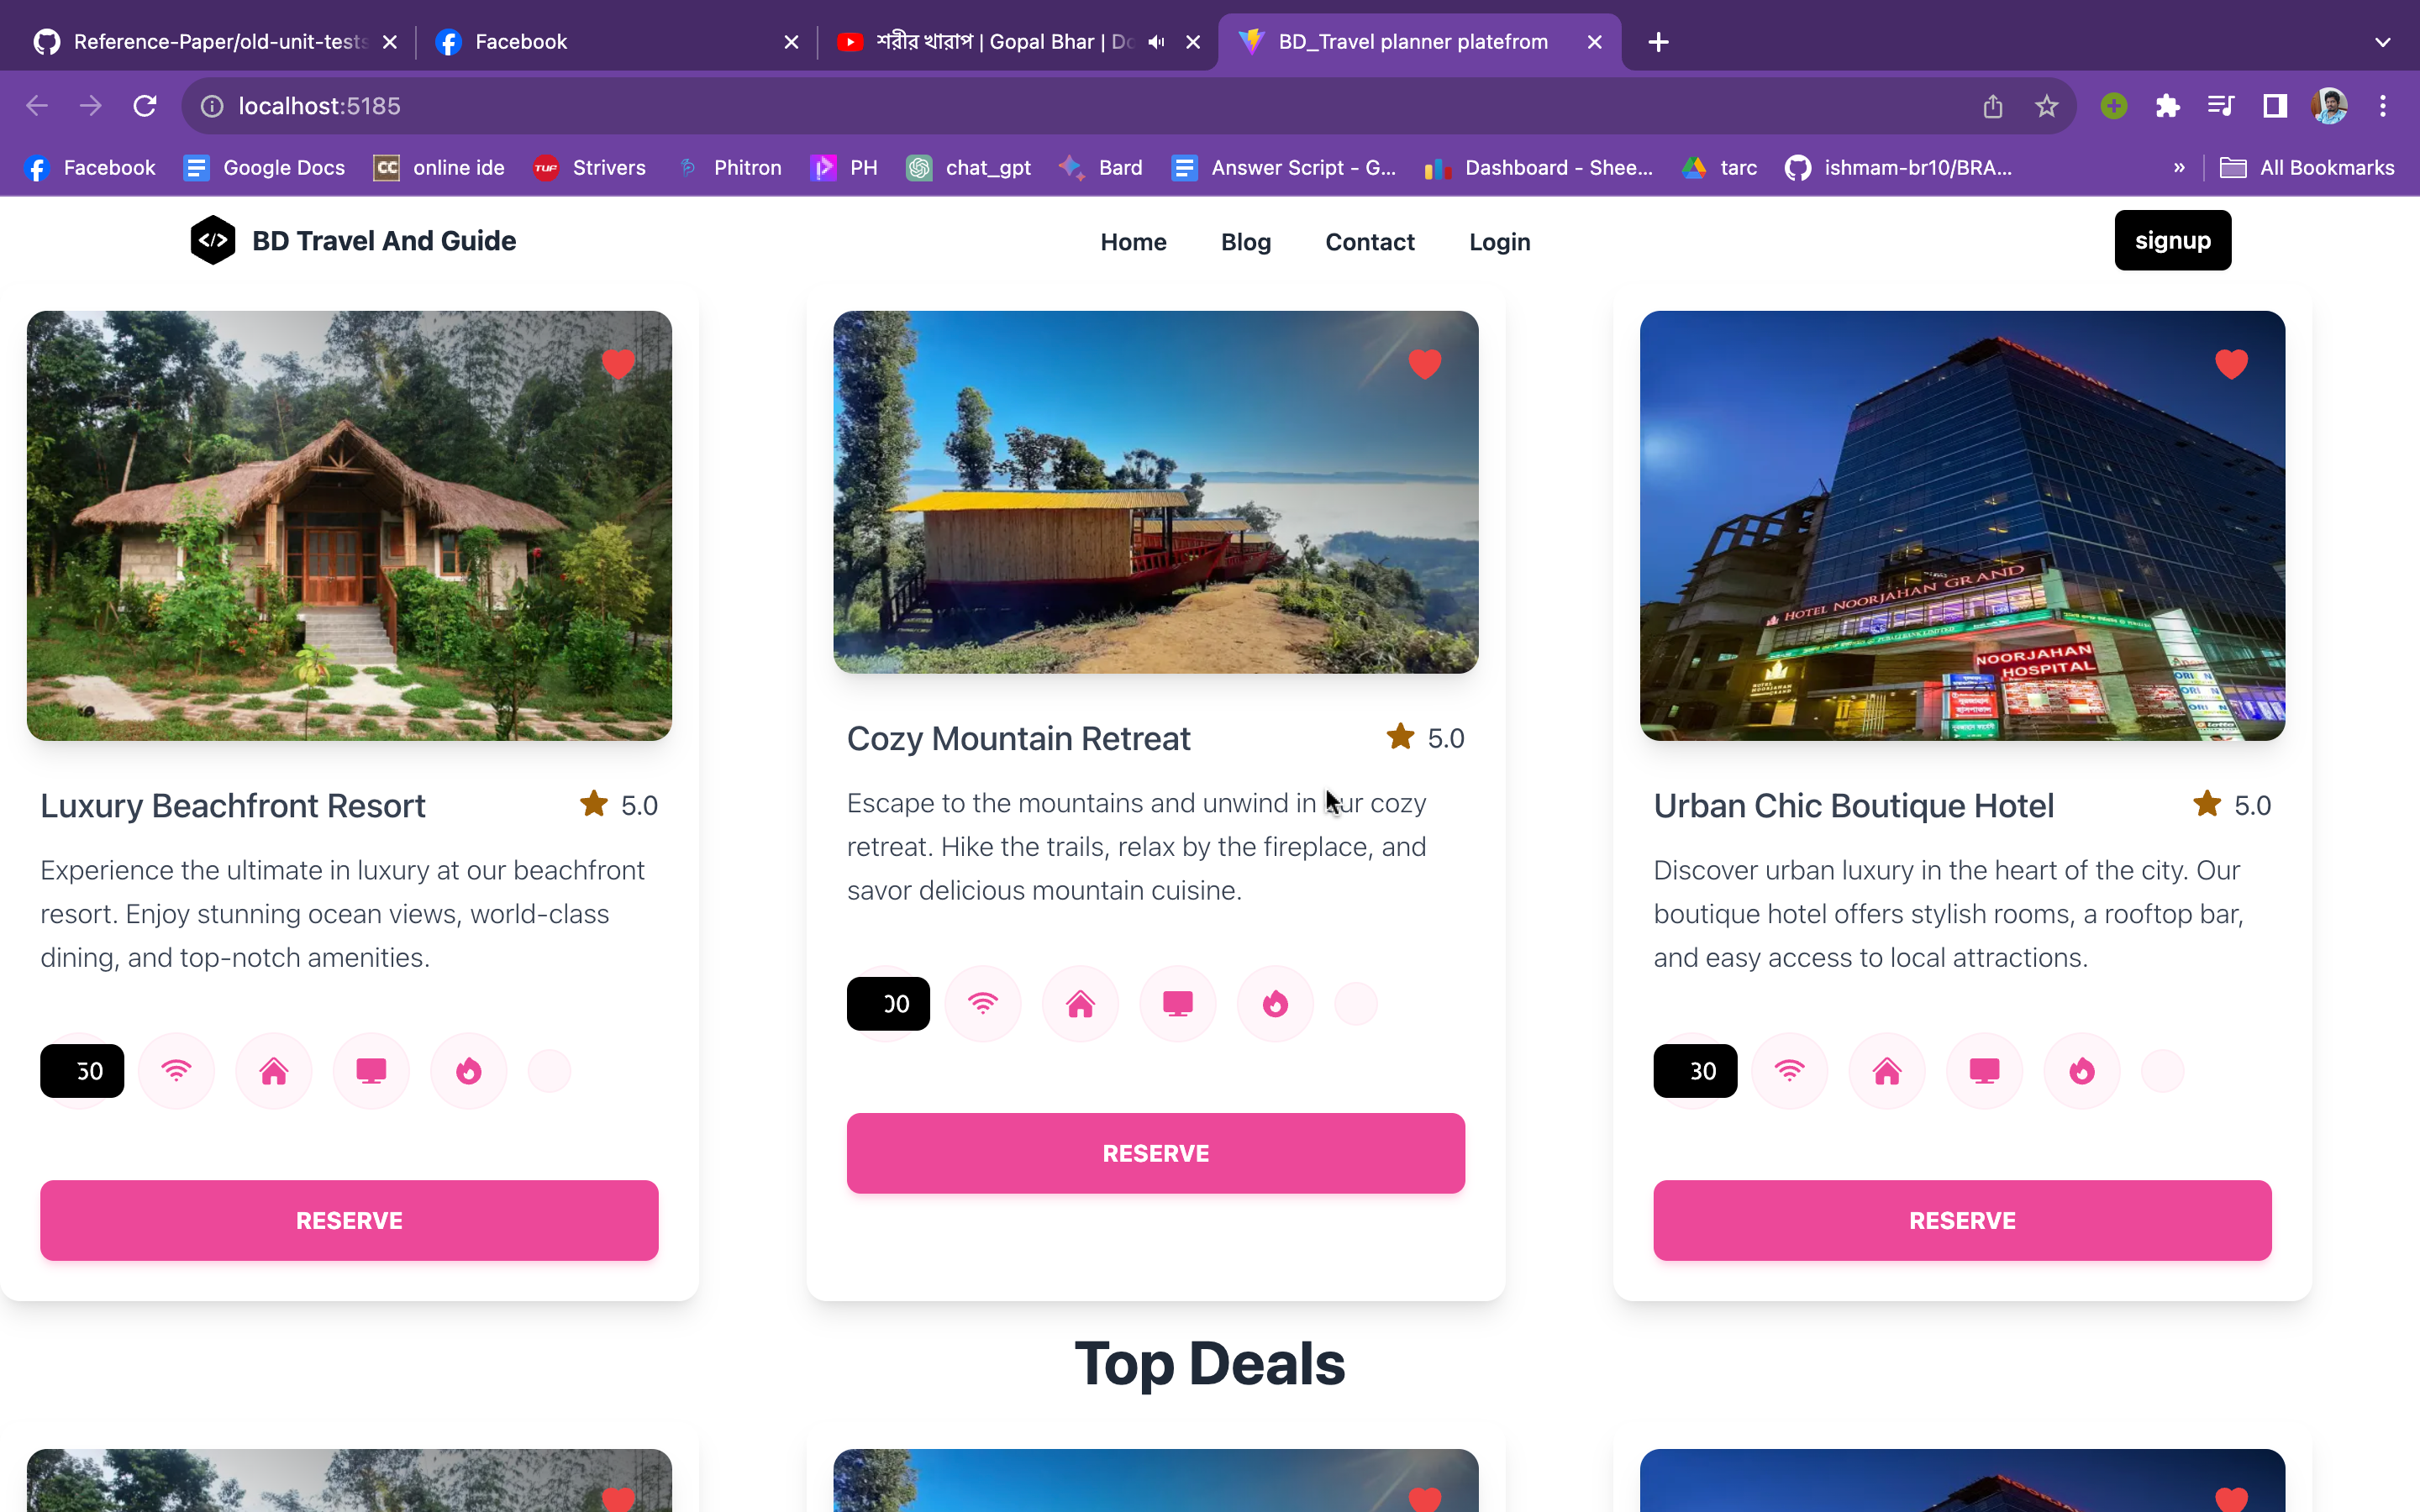 Reference-Paper/old-unit-tests
Facebook
শরীর খারাপ | Gopal Bhar | Do
BD_Travel planner platefrom
localhost:5185
Facebook
Google Docs
online ide
TUF
Strivers
Phitron
PH
chat_gpt
Bard
Answer Script - G...
Dashboard - Shee...
tarc
ishmam-br10/BRA...
»
All Bookmarks
</>
BD Travel And Guide
Home
Blog
Contact
Login
signup
NOORJAHAN
HOTEL NOORJAHAN GRAND
PUBALI BANK LIMITED
NOORJAHAN
HOSPITAL
Luxury Beachfront Resort
5.0
Experience the ultimate in luxury at our beachfront
resort. Enjoy stunning ocean views, world-class
dining, and top-notch amenities.
Cozy Mountain Retreat
5.0
Escape to the mountains and unwind in our cozy
retreat. Hike the trails, relax by the fireplace, and
savor delicious mountain cuisine.
Urban Chic Boutique Hotel
5.0
Discover urban luxury in the heart of the city. Our
boutique hotel offers stylish rooms, a rooftop bar,
and easy access to local attractions.
30
RESERVE
RESERVE
30
RESERVE
Top Deals